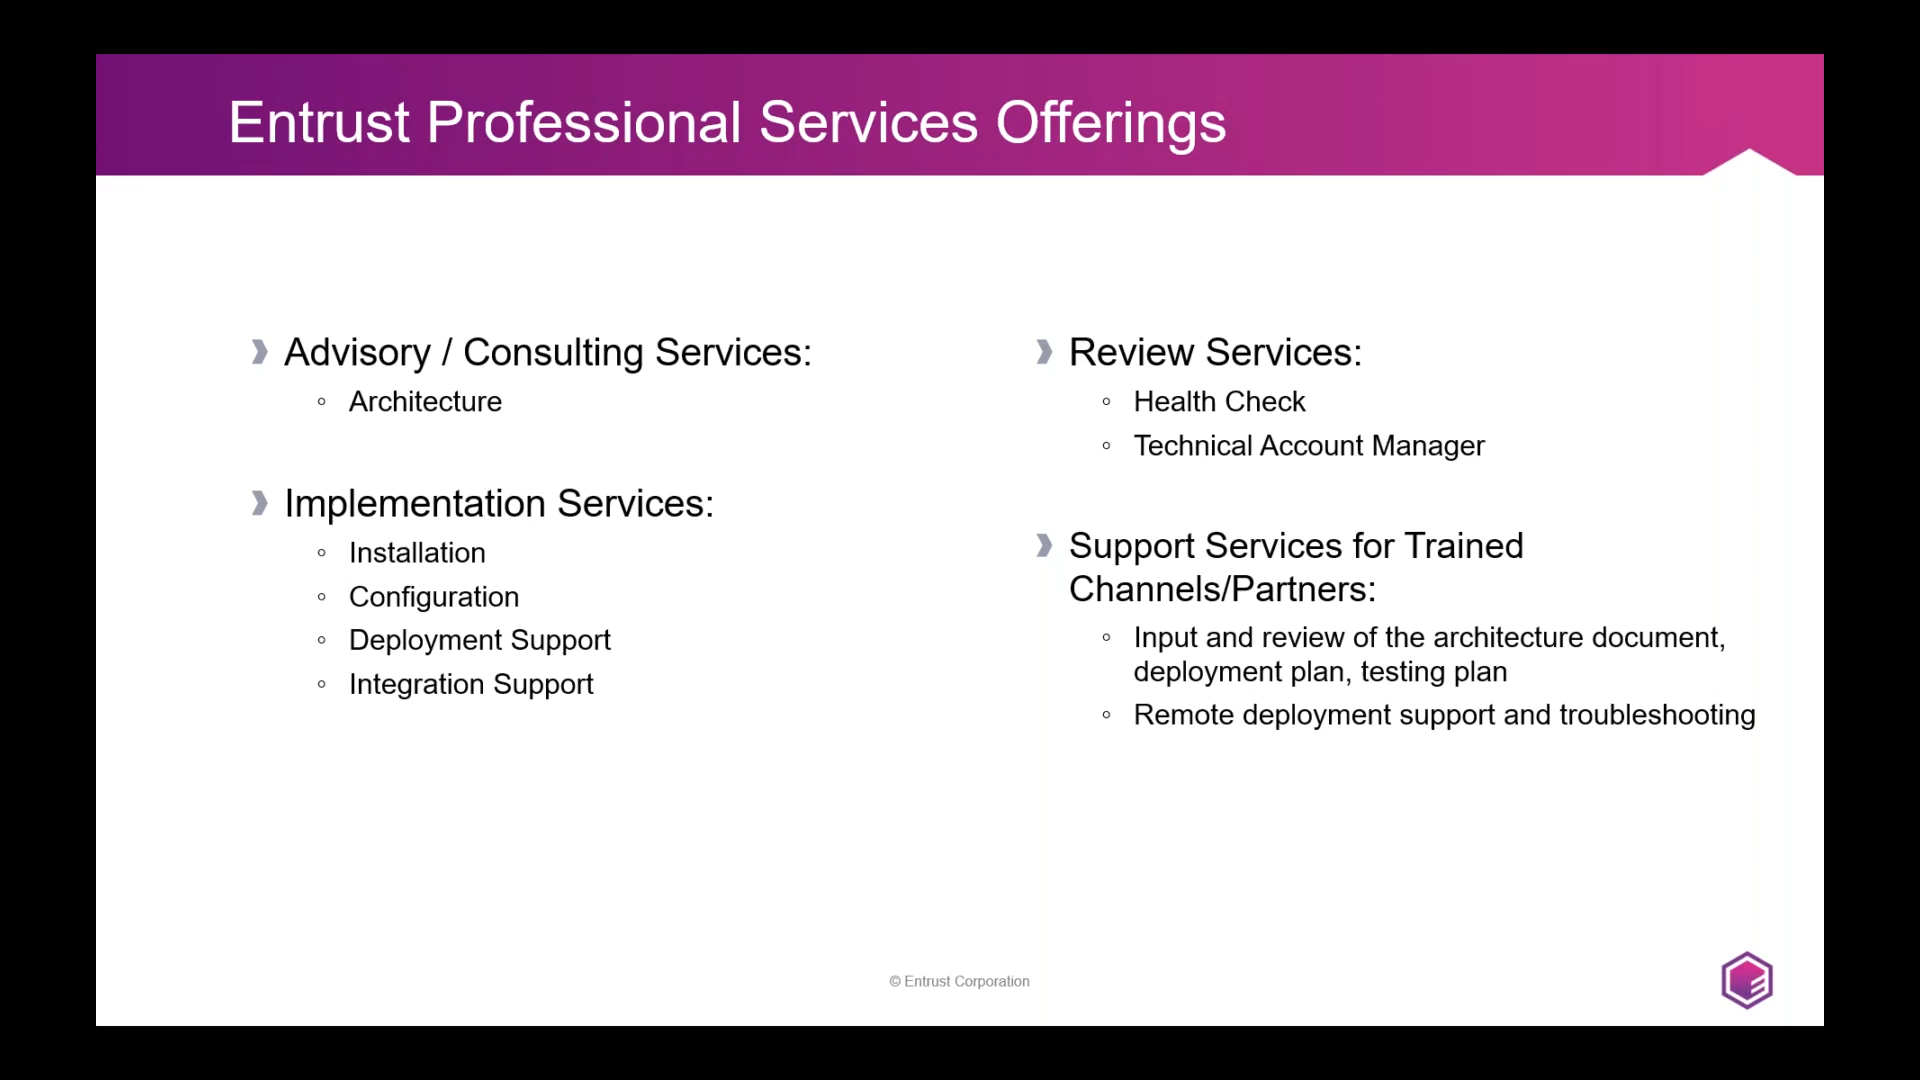 Entrust Professional Services Offerings
Advisory / Consulting Services:
Architecture
Implementation Services:
Installation
Configuration
Deployment Support
Integration Support
Review Services:
Health Check
Technical Account Manager
Support Services for Trained
Channels/Partners:
Input and review of the architecture document,
deployment plan, testing plan
Remote deployment support and troubleshooting
© Entrust Corporation